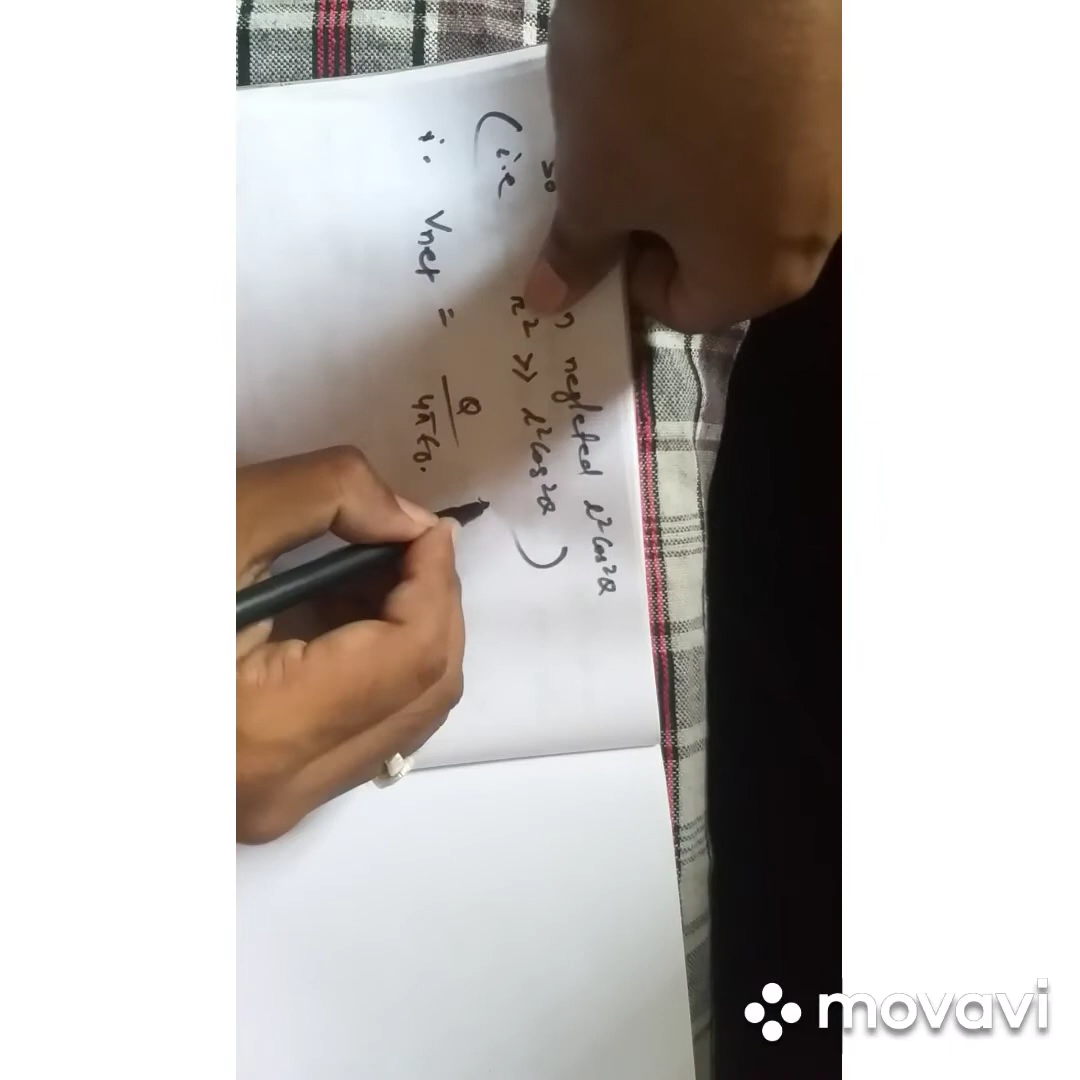 so neglected l²cos²θ
(i.e r² >> l²cos²θ)
∴ Vnet = Q / 4πε0.
movavi